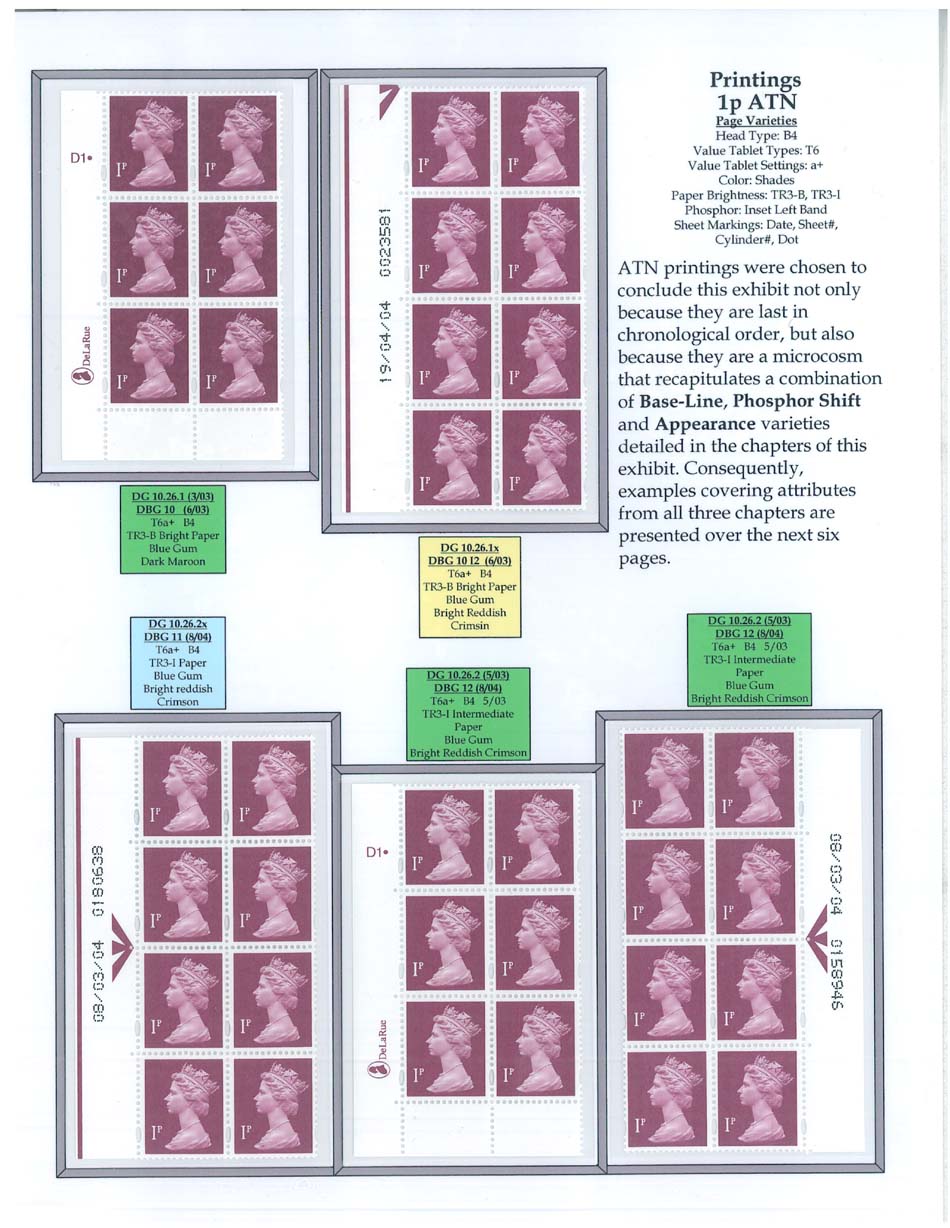 Printings
1p ATN
Page Varieties
Head Type: B4
Value Tablet Types: T6
Value Tablet Settings: a+
Color: Shades
Paper Brightness: TR3-B, TR3-I
Phosphor: Inset Left Band
Sheet Markings: Date, Sheet#,
Cylinder#, Dot
ATN printings were chosen to
conclude this exhibit not only
because they are last in
chronological order, but also
because they are a microcosm
that recapitulates a combination
of Base-Line, Phosphor Shift
and Appearance varieties
detailed in the chapters of this
exhibit. Consequently,
examples covering attributes
from all three chapters are
presented over the next six
pages.
D1•
1P 1P
1P 1P
1P 1P
DeLaRue
19/04/04 0023581
1P 1P
1P 1P
1P 1P
1P 1P
DG 10.26.1 (3/03)
DBG 10 (6/03)
T6a+ B4
TR3-B Bright Paper
Blue Gum
Dark Maroon
DG 10.26.1x
DBG 10 I2 (6/03)
T6a+ B4
TR3-B Bright Paper
Blue Gum
Bright Reddish
Crimsin
DG 10.26.2x
DBG 11 (8/04)
T6a+ B4
TR3-I Paper
Blue Gum
Bright reddish
Crimson
DG 10.26.2 (5/03)
DBG 12 (8/04)
T6a+ B4 5/03
TR3-I Intermediate
Paper
Blue Gum
Bright Reddish Crimson
DG 10.26.2 (5/03)
DBG 12 (8/04)
T6a+ B4 5/03
TR3-I Intermediate
Paper
Blue Gum
Bright Reddish Crimson
08/03/04 0180638
1P 1P
1P 1P
1P 1P
1P 1P
D1•
1P 1P
1P 1P
1P 1P
DeLaRue
1P 1P
1P 1P
1P 1P
1P 1P
08/03/04 0158946